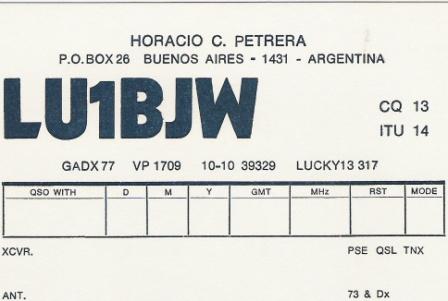 HORACIO C. PETRERA
P.O.BOX 26 BUENOS AIRES - 1431 - ARGENTINA
LU1BJW
CQ 13
ITU 14
GADX 77 VP 1709 10-10 39329 LUCKY13 317
QSO WITH D M Y GMT MHz RST MODE
XCVR. PSE QSL TNX
ANT. 73 & Dx